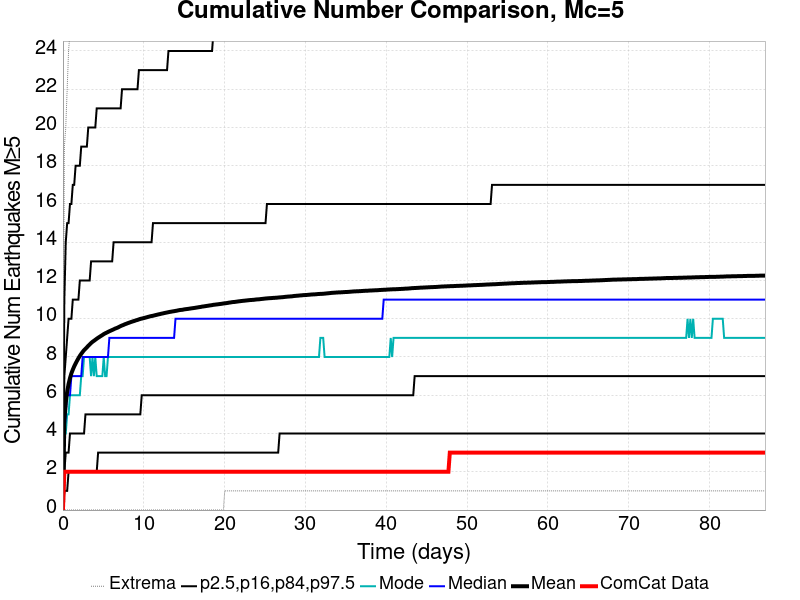 Cumulative Number Comparison, Mc=5
Cumulative Num Earthquakes M≥5
24
22
20
18
16
14
12
10
8
6
4
2
0
0 10 20 30 40 50 60 70 80
Time (days)
Extrema p2.5,p16,p84,p97.5 Mode Median Mean ComCat Data